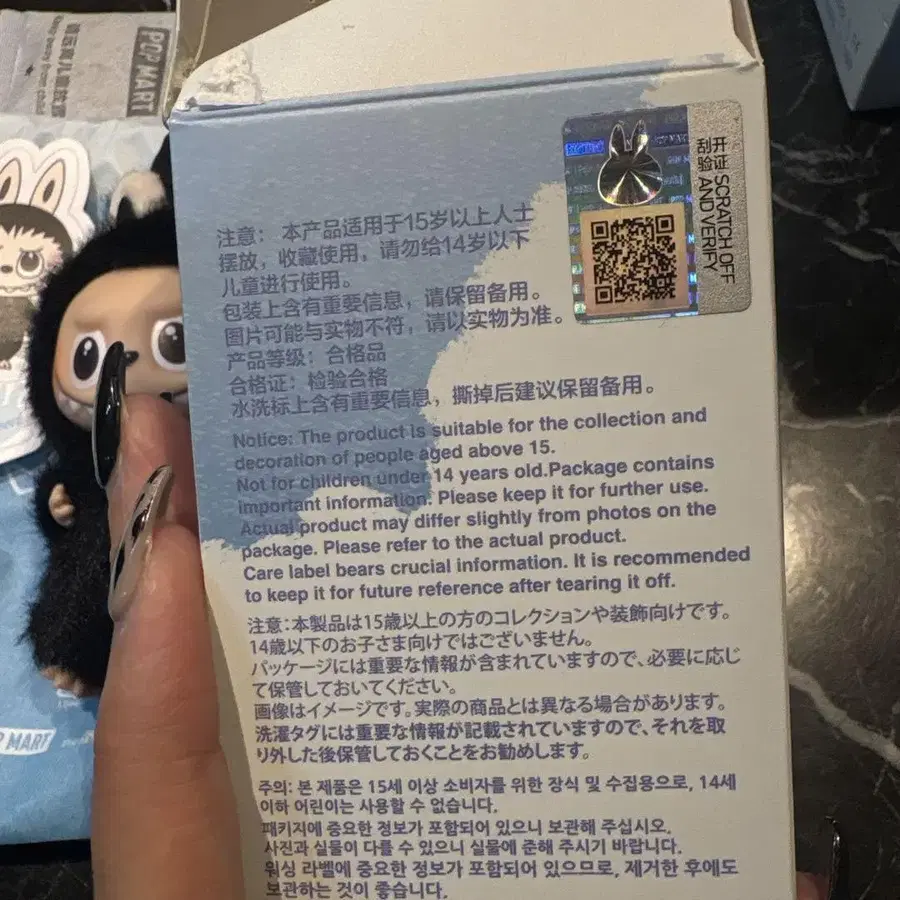 POP MART
请远离儿童放置
Keep away from child
开证 SCRATCH OFF
刮验 AND VERIFY
注意： 本产品适用于15岁以上人士
摆放，收藏使用，请勿给14岁以下
儿童进行使用。
包装上含有重要信息，请保留备用。
图片可能与实物不符，请以实物为准。
产品等级：合格品
合格证：检验合格
水洗标上含有重要信息，撕掉后建议保留备用。
Notice: The product is suitable for the collection and
decoration of people aged above 15.
Not for children under 14 years old.Package contains
important information. Please keep it for further use.
Actual product may differ slightly from photos on the
package. Please refer to the actual product.
Care label bears crucial information. It is recommended
to keep it for future reference after tearing it off.
注意:本製品は15歳以上の方のコレクションや装飾向けです。
14歳以下のお子さま向けではございません。
パッケージには重要な情報が含まれていますので、必要に応じ
て保管しておいてください。
画像はイメージです。実際の商品とは異なる場合があります。
洗濯タグには重要な情報が記載されていますので、それを取
り外した後保管しておくことをお勧めします。
주의: 본 제품은 15세 이상 소비자를 위한 장식 및 수집용으로, 14세
이하 어린이는 사용할 수 없습니다.
패키지에 중요한 정보가 포함되어 있으니 보관해 주십시오.
사진과 실물이 다를 수 있으니 실물에 준해 주시기 바랍니다.
워싱 라벨에 중요한 정보가 포함되어 있으므로, 제거한 후에도
보관하는 것이 좋습니다.
P MART